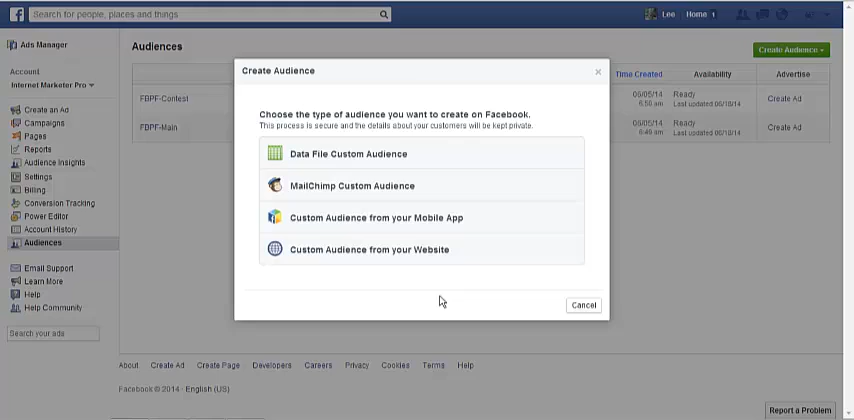 Search for people, places and things
Lee
Home 1
Ads Manager
Account
Internet Marketer Pro
Create an Ad
Campaigns
Pages
Reports
Audience Insights
Settings
Billing
Conversion Tracking
Power Editor
Account History
Audiences
Email Support
Learn More
Help
Help Community
Search your ads
Audiences
Create Audience
Time Created
Availability
Advertise
FBPF-Contest
06/05/14
6:50 am
Ready
Last updated 06/18/14
Create Ad
FBPF-Main
06/05/14
6:49 am
Ready
Last updated 06/18/14
Create Ad
Create Audience
×
Choose the type of audience you want to create on Facebook.
This process is secure and the details about your customers will be kept private.
Data File Custom Audience
MailChimp Custom Audience
Custom Audience from your Mobile App
Custom Audience from your Website
Cancel
About Create Ad Create Page Developers Careers Privacy Cookies Terms Help
Facebook © 2014 · English (US)
Report a Problem